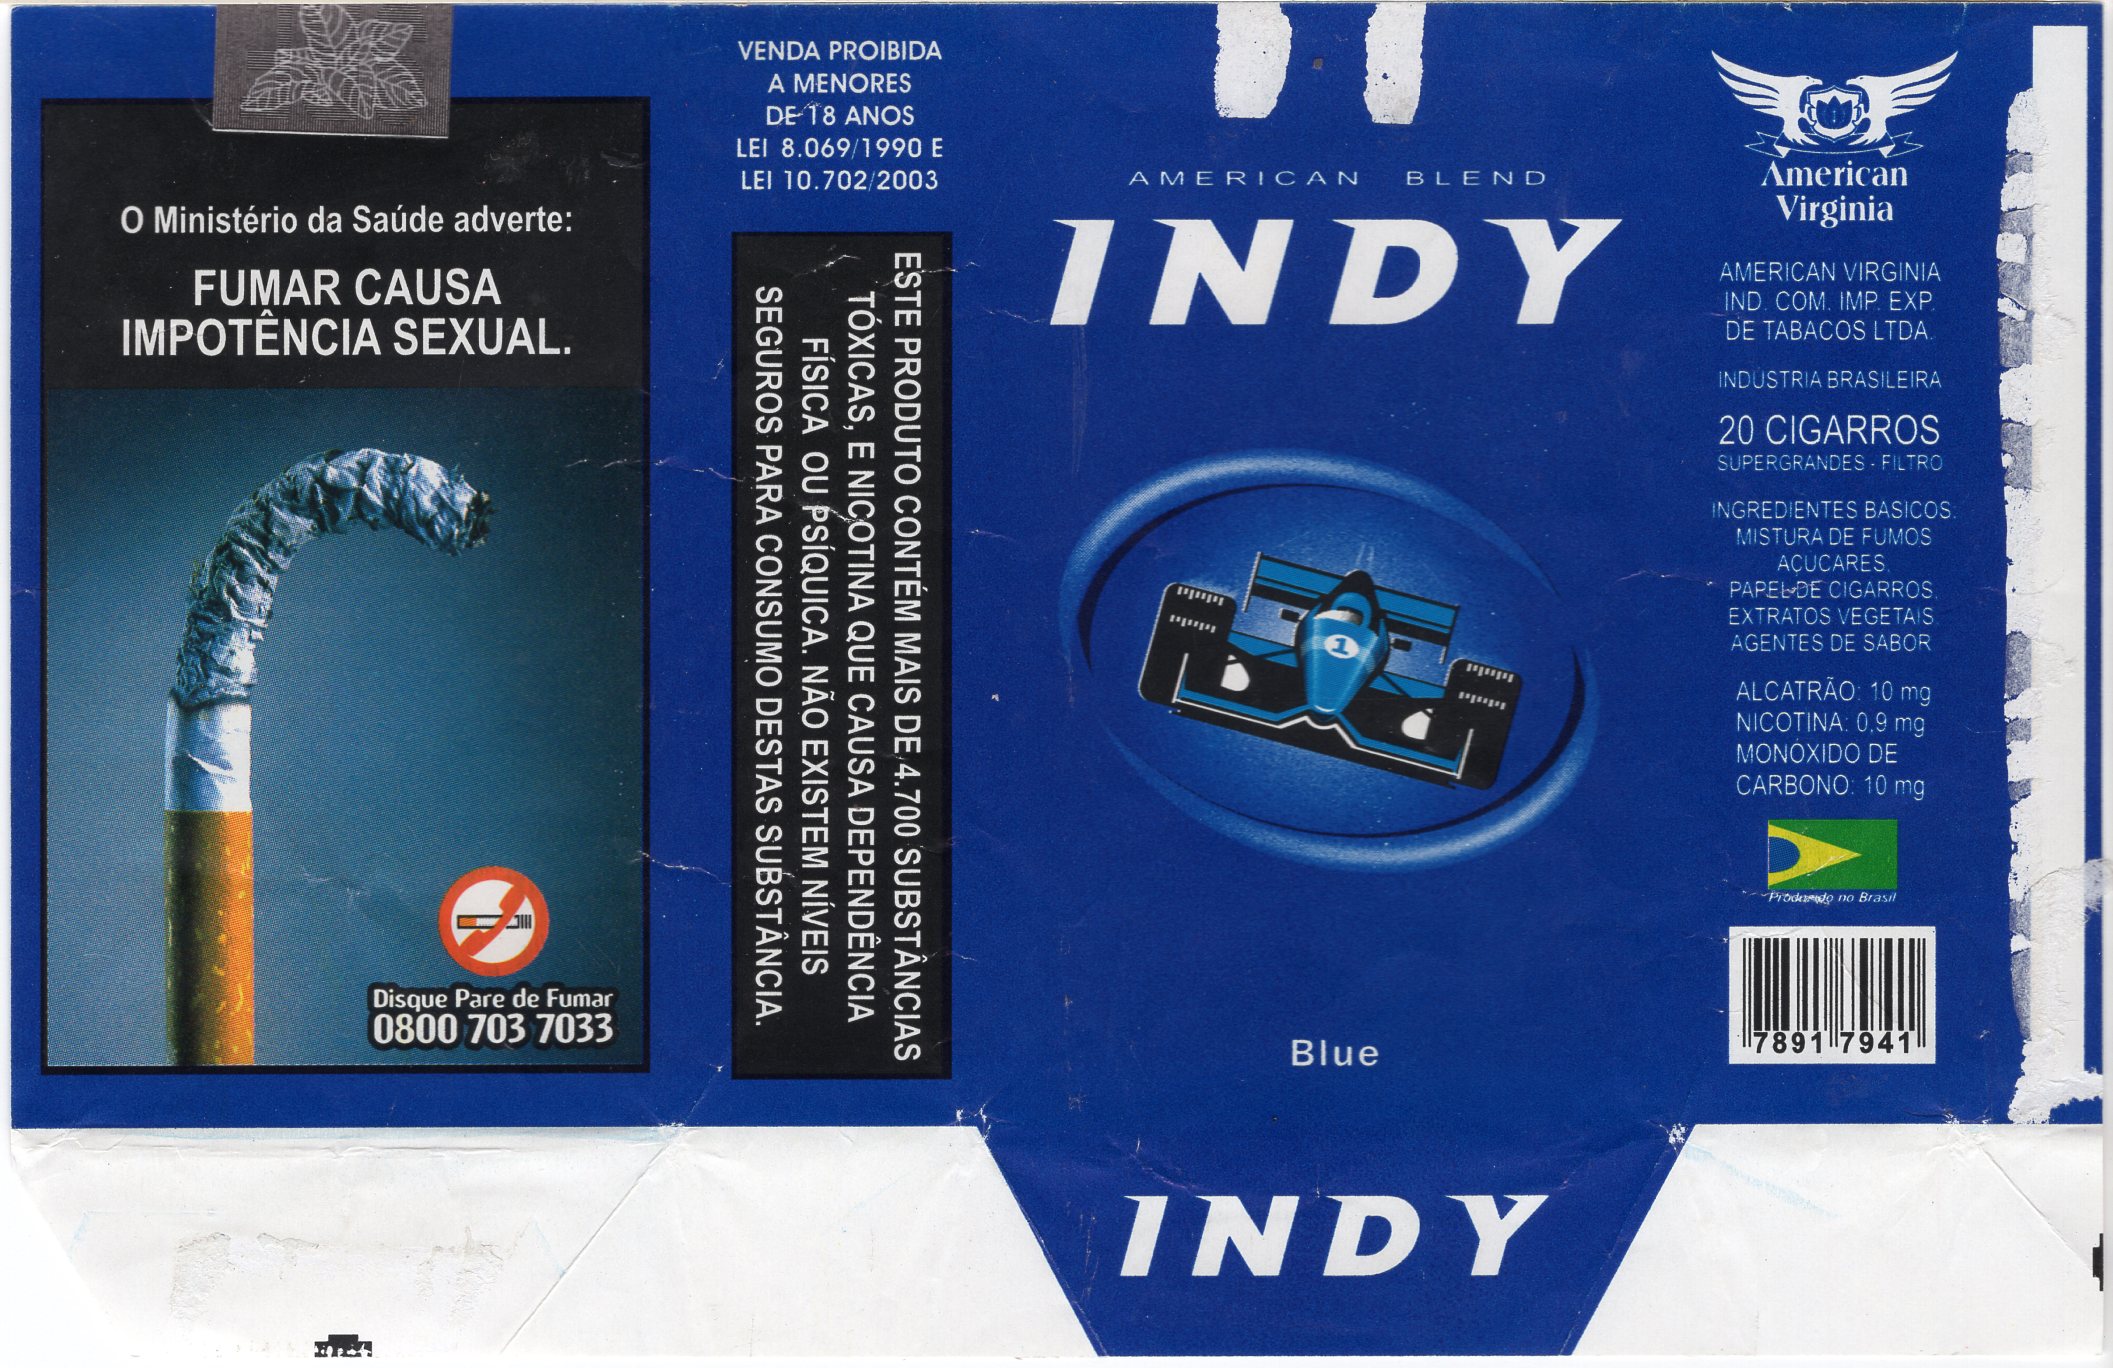 O Ministério da Saúde adverte:
FUMAR CAUSA
IMPOTÊNCIA SEXUAL.
Disque Pare de Fumar
0800 703 7033
VENDA PROIBIDA
A MENORES
DE 18 ANOS
LEI 8.069/1990 E
LEI 10.702/2003
ESTE PRODUTO CONTÉM MAIS DE 4.700 SUBSTÂNCIAS
TÓXICAS, E NICOTINA QUE CAUSA DEPENDÊNCIA
FÍSICA OU PSÍQUICA. NÃO EXISTEM NÍVEIS
SEGUROS PARA CONSUMO DESTAS SUBSTÂNCIA.
AMERICAN BLEND
INDY
1
Blue
INDY
American
Virginia
AMERICAN VIRGINIA
IND. COM. IMP. EXP.
DE TABACOS LTDA.
INDUSTRIA BRASILEIRA
20 CIGARROS
SUPERGRANDES - FILTRO
INGREDIENTES BASICOS.
MISTURA DE FUMOS
AÇUCARES.
PAPEL DE CIGARROS.
EXTRATOS VEGETAIS.
AGENTES DE SABOR
ALCATRÃO: 10 mg
NICOTINA: 0,9 mg
MONÓXIDO DE
CARBONO: 10 mg
Produzido no Brasil
7891 7941